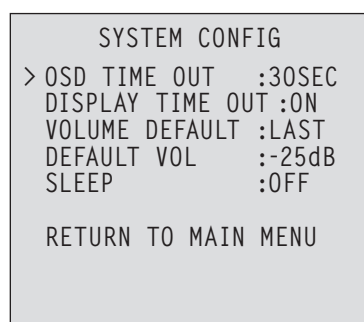 SYSTEM CONFIG
> OSD TIME OUT :30SEC
DISPLAY TIME OUT :ON
VOLUME DEFAULT :LAST
DEFAULT VOL :-25dB
SLEEP :OFF
RETURN TO MAIN MENU